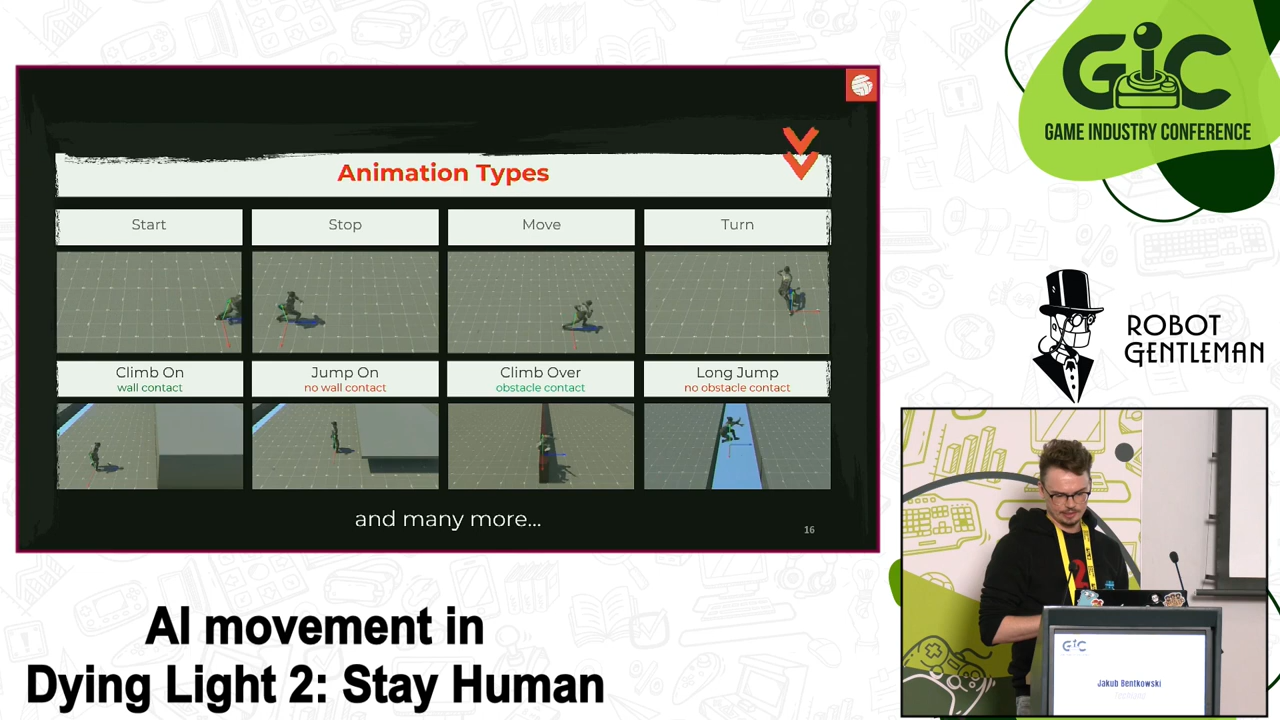 Animation Types
Start
Stop
Move
Turn
Climb On
wall contact
Jump On
no wall contact
Climb Over
obstacle contact
Long Jump
no obstacle contact
and many more...
16
AI movement in
Dying Light 2: Stay Human
GIC
GAME INDUSTRY CONFERENCE
ROBOT
GENTLEMAN
GIC
Jakub Bentkowski